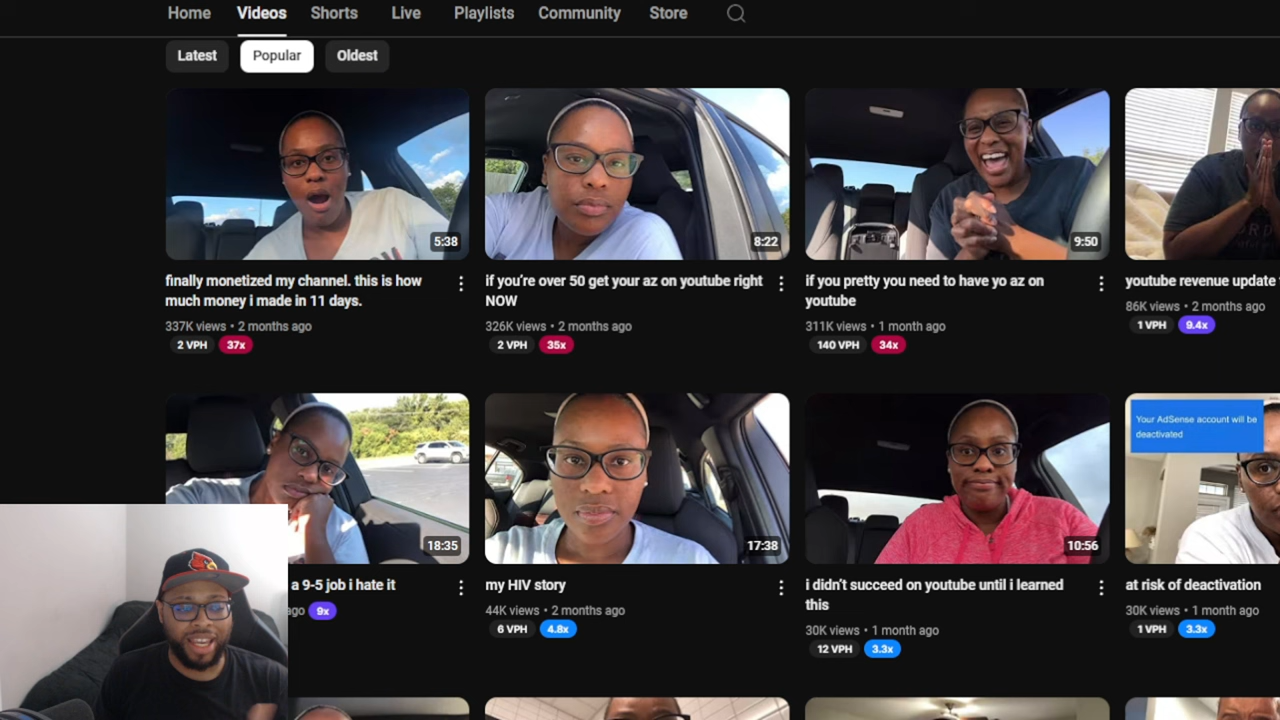 Home Videos Shorts Live Playlists Community Store
Latest Popular Oldest
5:38
8:22
9:50
finally monetized my channel. this is how
much money i made in 11 days.
337K views • 2 months ago
2 VPH 37x
if you're over 50 get your az on youtube right
NOW
326K views • 2 months ago
2 VPH 35x
if you pretty you need to have yo az on
youtube
311K views • 1 month ago
140 VPH 34x
youtube revenue update
86K views • 2 months ago
1 VPH 9.4x
18:35
17:38
10:56
Your AdSense account will be
deactivated
a 9-5 job i hate it
ago 9x
my HIV story
44K views • 2 months ago
6 VPH 4.8x
i didn't succeed on youtube until i learned
this
30K views • 1 month ago
12 VPH 3.3x
at risk of deactivation
30K views • 1 month ago
1 VPH 3.3x